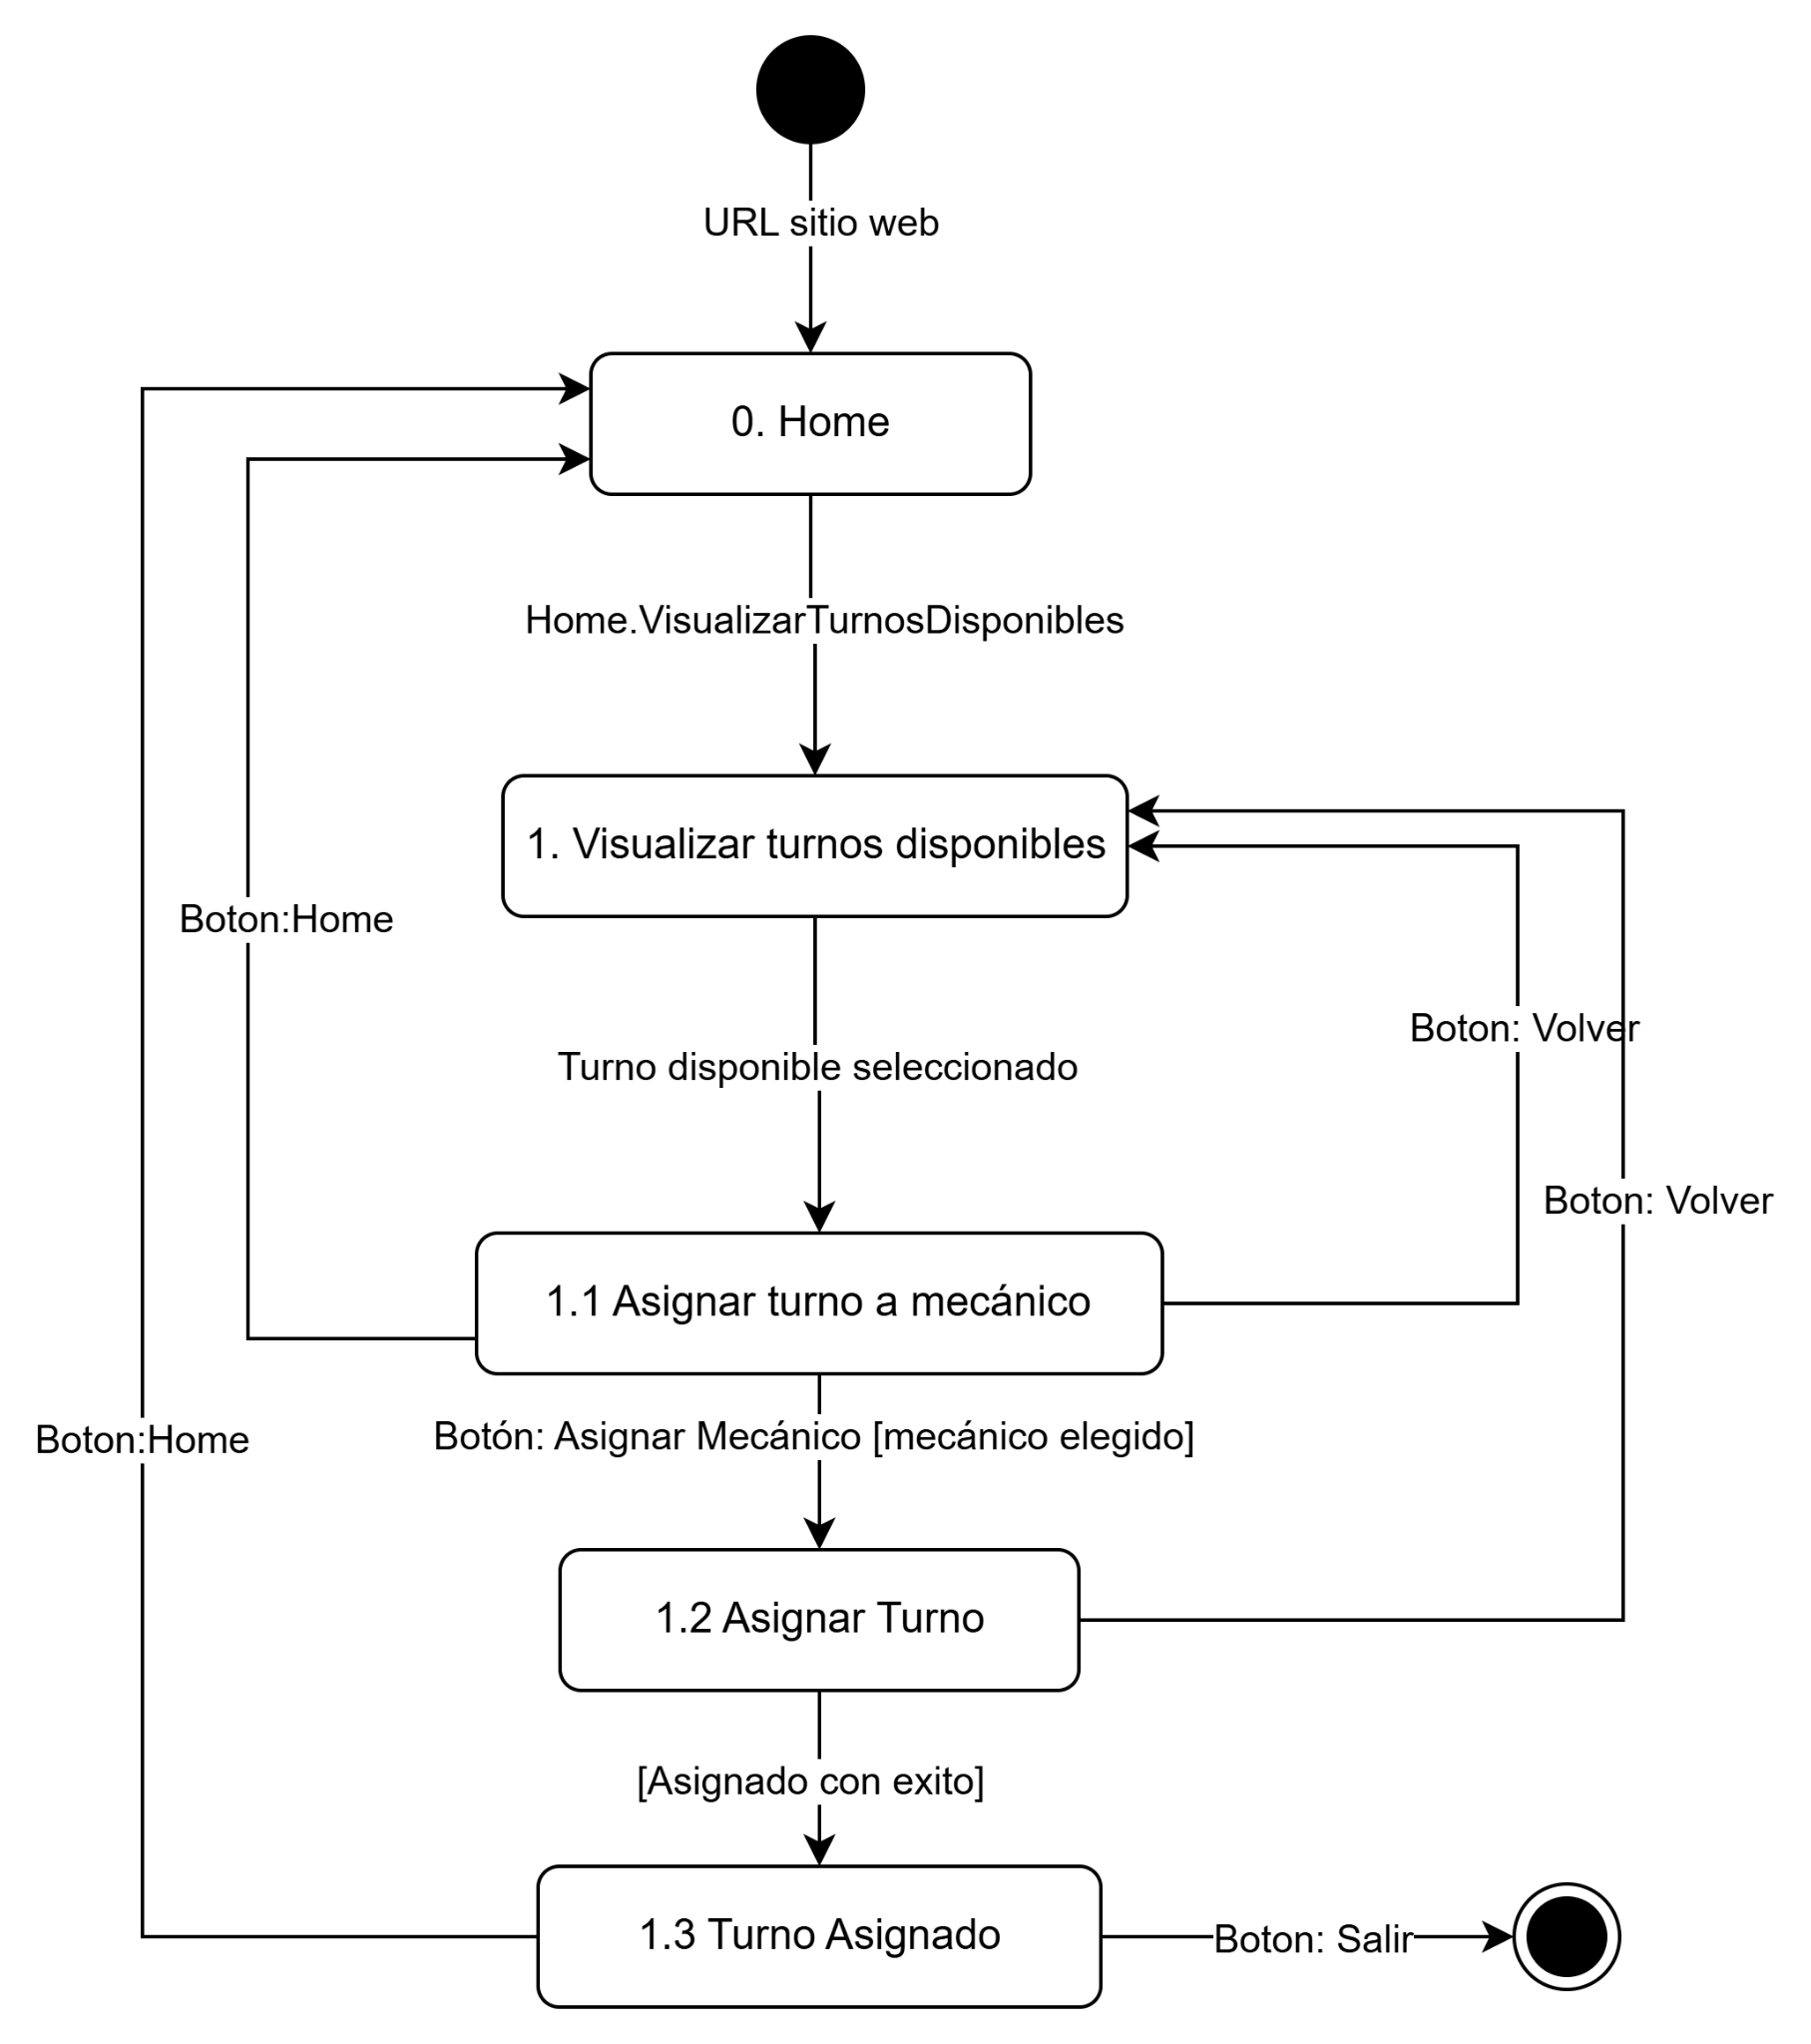 URL sitio web
0. Home
Home.VisualizarTurnosDisponibles
1. Visualizar turnos disponibles
Boton:Home
Boton: Volver
Turno disponible seleccionado
Boton: Volver
1.1 Asignar turno a mecánico
Boton:Home
Botón: Asignar Mecánico [mecánico elegido]
1.2 Asignar Turno
[Asignado con exito]
1.3 Turno Asignado
Boton: Salir